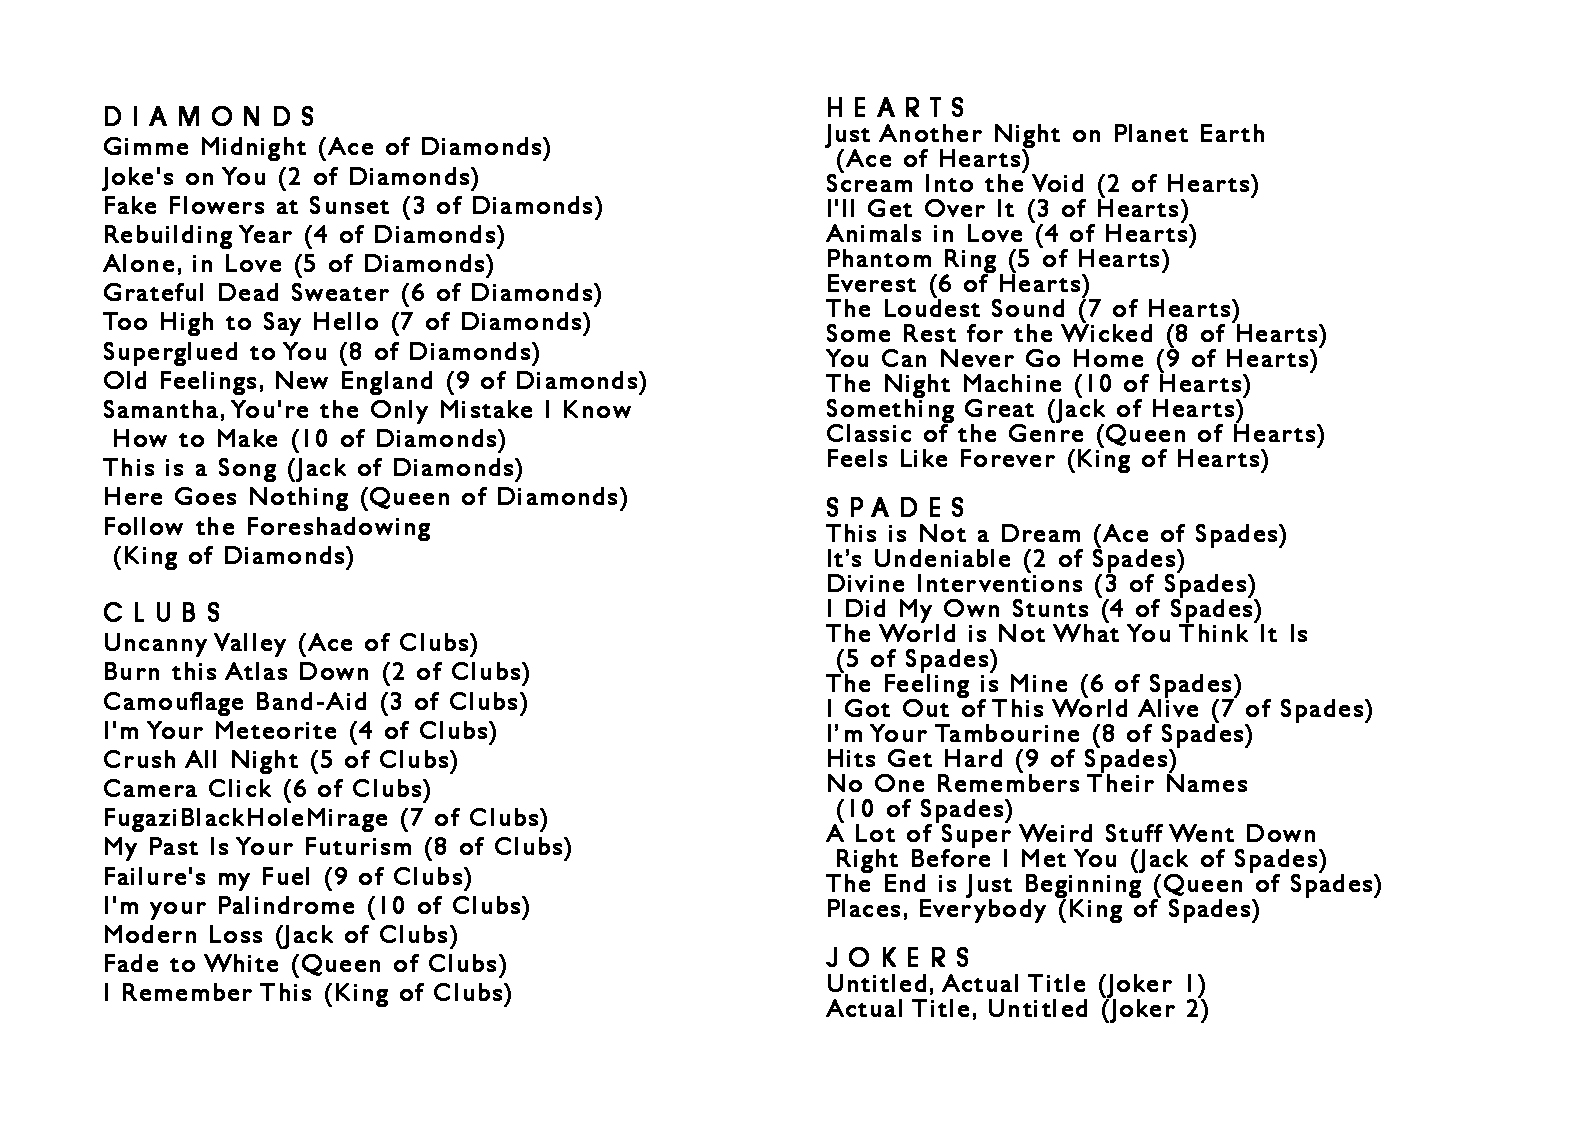 DIAMONDS
Gimme Midnight (Ace of Diamonds)
Joke's on You (2 of Diamonds)
Fake Flowers at Sunset (3 of Diamonds)
Rebuilding Year (4 of Diamonds)
Alone, in Love (5 of Diamonds)
Grateful Dead Sweater (6 of Diamonds)
Too High to Say Hello (7 of Diamonds)
Superglued to You (8 of Diamonds)
Old Feelings, New England (9 of Diamonds)
Samantha, You're the Only Mistake I Know
How to Make (10 of Diamonds)
This is a Song (Jack of Diamonds)
Here Goes Nothing (Queen of Diamonds)
Follow the Foreshadowing
(King of Diamonds)
CLUBS
Uncanny Valley (Ace of Clubs)
Burn this Atlas Down (2 of Clubs)
Camouflage Band-Aid (3 of Clubs)
I'm Your Meteorite (4 of Clubs)
Crush All Night (5 of Clubs)
Camera Click (6 of Clubs)
FugaziBlackHoleMirage (7 of Clubs)
My Past Is Your Futurism (8 of Clubs)
Failure's my Fuel (9 of Clubs)
I'm your Palindrome (10 of Clubs)
Modern Loss (Jack of Clubs)
Fade to White (Queen of Clubs)
I Remember This (King of Clubs)
HEARTS
Just Another Night on Planet Earth
(Ace of Hearts)
Scream Into the Void (2 of Hearts)
I'll Get Over It (3 of Hearts)
Animals in Love (4 of Hearts)
Phantom Ring (5 of Hearts)
Everest (6 of Hearts)
The Loudest Sound (7 of Hearts)
Some Rest for the Wicked (8 of Hearts)
You Can Never Go Home (9 of Hearts)
The Night Machine (10 of Hearts)
Something Great (Jack of Hearts)
Classic of the Genre (Queen of Hearts)
Feels Like Forever (King of Hearts)
SPADES
This is Not a Dream (Ace of Spades)
It’s Undeniable (2 of Spades)
Divine Interventions (3 of Spades)
I Did My Own Stunts (4 of Spades)
The World is Not What You Think It Is
(5 of Spades)
The Feeling is Mine (6 of Spades)
I Got Out of This World Alive (7 of Spades)
I’m Your Tambourine (8 of Spades)
Hits Get Hard (9 of Spades)
No One Remembers Their Names
(10 of Spades)
A Lot of Super Weird Stuff Went Down
Right Before I Met You (Jack of Spades)
The End is Just Beginning (Queen of Spades)
Places, Everybody (King of Spades)
JOKERS
Untitled, Actual Title (Joker 1)
Actual Title, Untitled (Joker 2)